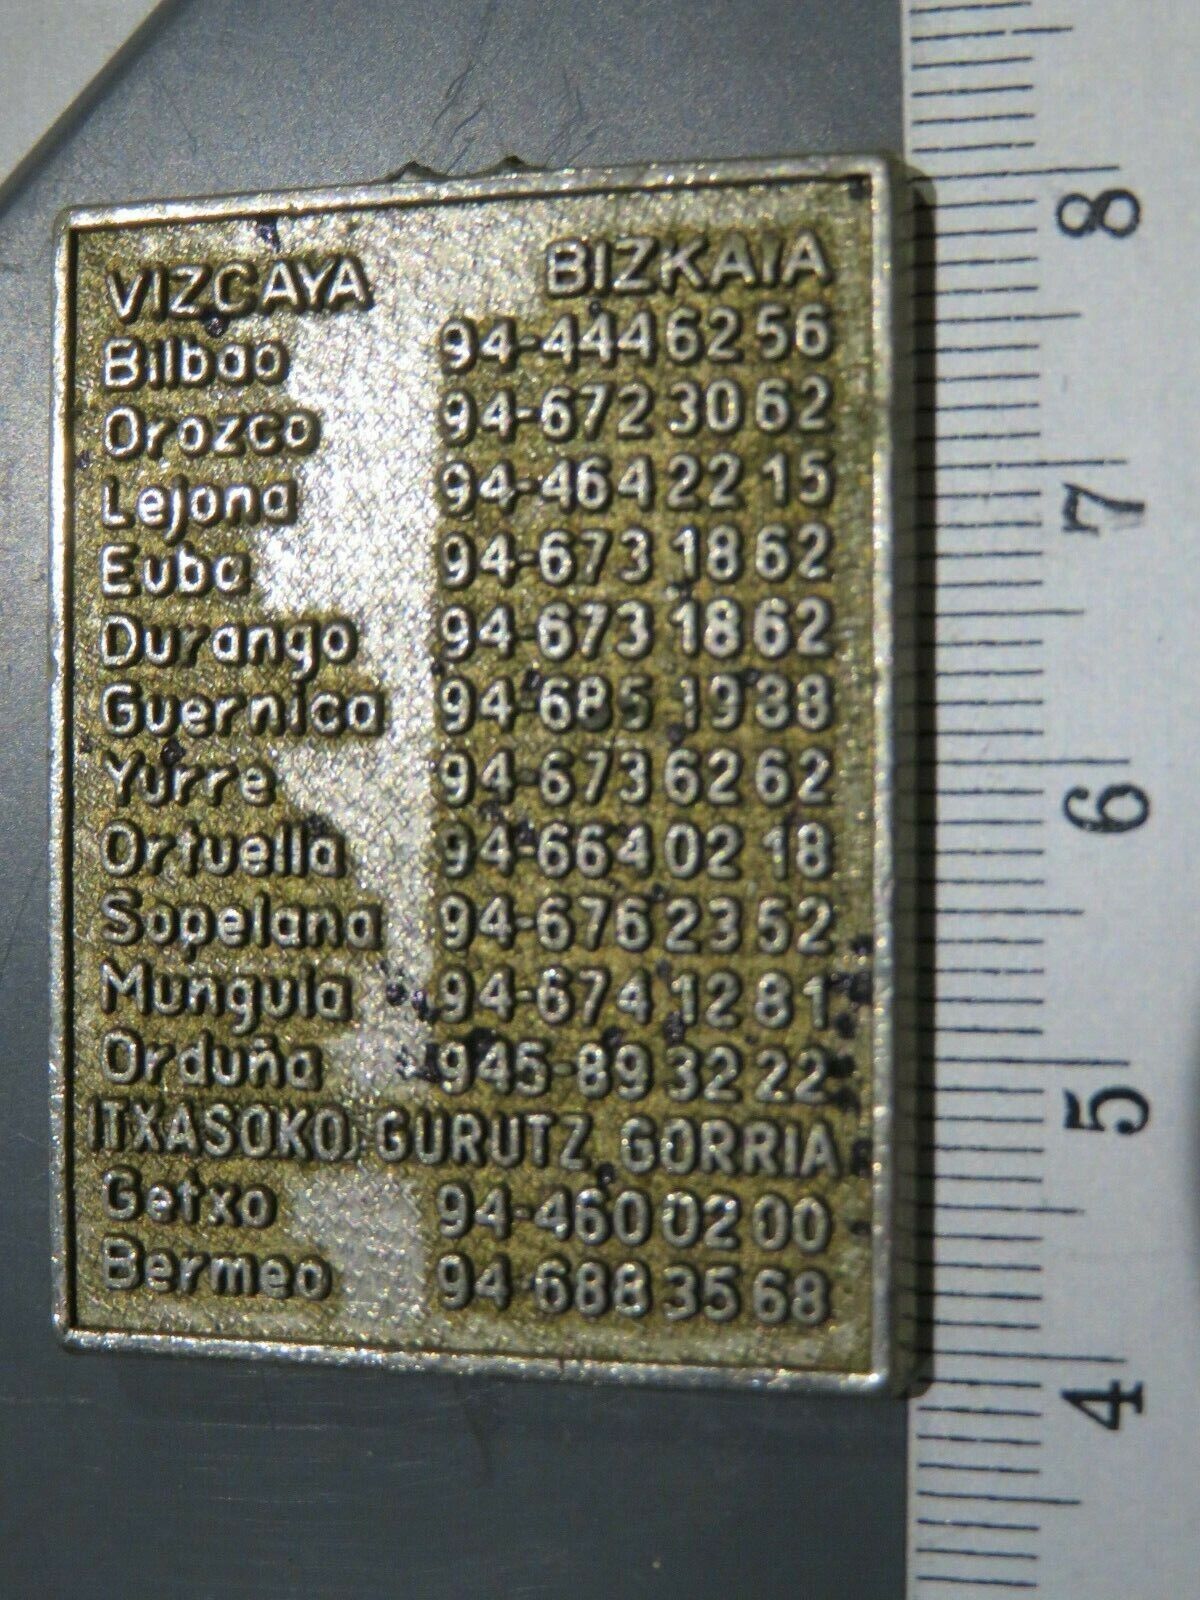 VIZCAYA BIZKAIA
Bilbao 94-444 62 56
Orozco 94-672 30 62
Lejona 94-464 22 15
Euba 94-673 18 62
Durango 94-673 18 62
Guernica 94-685 19 88
Yurre 94-673 62 62
Ortuella 94-664 02 18
Sopelana 94-676 23 52
Munguia 94-674 12 81
Orduña 945-89 32 22
ITXASOKO GURUTZ GORRIA
Getxo 94-460 02 00
Bermeo 94-688 35 68
8
7
6
5
4